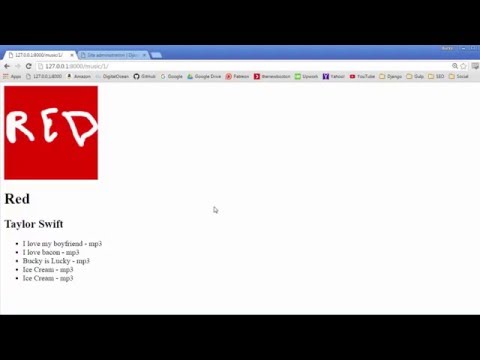 127.0.0.1:8000/music/1/
Site administration | Djan
127.0.0.1:8000/music/1/
Apps 127.0.0.1:8000 Amazon DigitalOcean GitHub Google Google Drive Patreon thenewboston Upwork Yahoo! YouTube Django Gulp SEO Social
RED
Red
Taylor Swift
I love my boyfriend - mp3
I love bacon - mp3
Bucky is Lucky - mp3
Ice Cream - mp3
Ice Cream - mp3